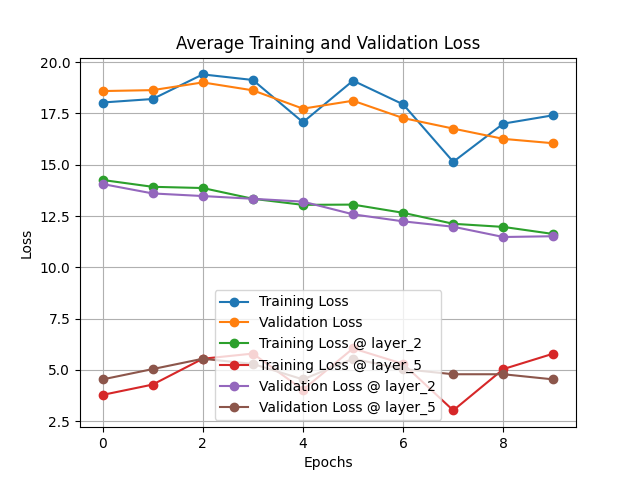 Average Training and Validation Loss
20.0
17.5
15.0
12.5
10.0
7.5
5.0
2.5
Loss
Training Loss
Validation Loss
Training Loss @ layer_2
Training Loss @ layer_5
Validation Loss @ layer_2
Validation Loss @ layer_5
0 2 4 6 8
Epochs